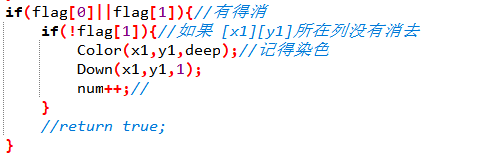 if(flag[0]||flag[1]){//有得消
if(!flag[1]){//如果 [x1][y1]所在列没有消去
Color(x1,y1,deep);//记得染色
Down(x1,y1,1);
num++;//
}
//return true;
}